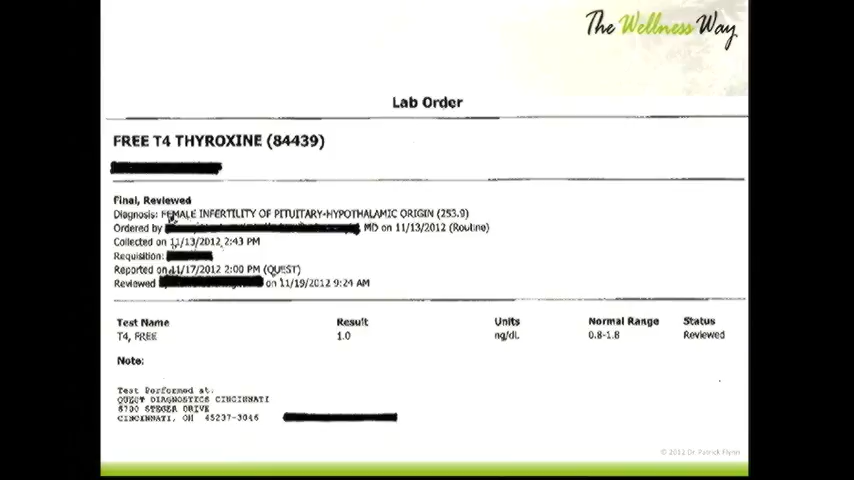 The Wellness Way
Lab Order
FREE T4 THYROXINE (84439)
Final, Reviewed
Diagnosis: FEMALE INFERTILITY OF PITUITARY-HYPOTHALAMIC ORIGIN (253.9)
Ordered by , MD on 11/13/2012 (Routine)
Collected on 11/13/2012 2:43 PM
Requisition:
Reported on 11/17/2012 2:00 PM (QUEST)
Reviewed on 11/19/2012 9:24 AM
Test Name Result Units Normal Range Status
T4, FREE 1.0 ng/dL 0.8-1.8 Reviewed
Note:
Test Performed at:
QUEST DIAGNOSTICS CINCINNATI
6700 STEGER DRIVE
CINCINNATI, OH 45237-3046
© 2012 Dr. Patrick Flynn